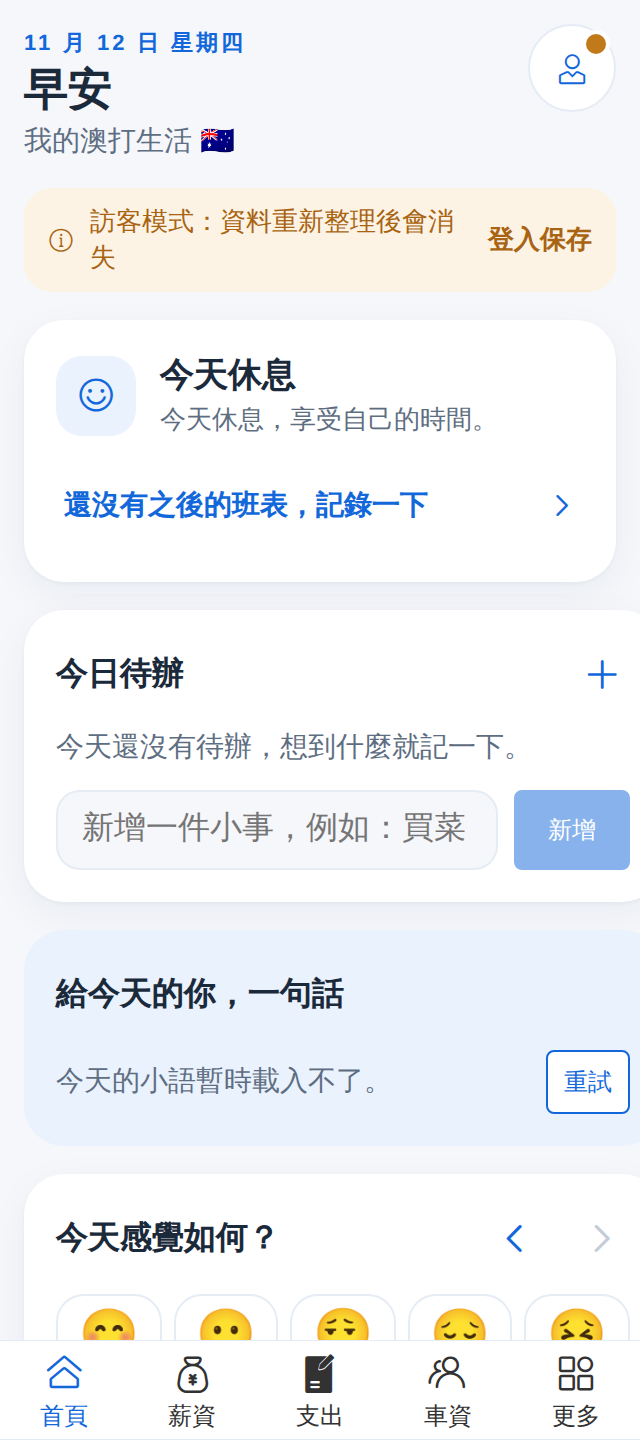 11 月 12 日 星期四
早安
我的澳打生活 🇦🇺
訪客模式：資料重新整理後會消
失
登入保存
今天休息
今天休息，享受自己的時間。
還沒有之後的班表，記錄一下
今日待辦
今天還沒有待辦，想到什麼就記一下。
新增一件小事，例如：買菜
新增
給今天的你，一句話
今天的小語暫時載入不了。
重試
今天感覺如何？
首頁
薪資
支出
車資
更多